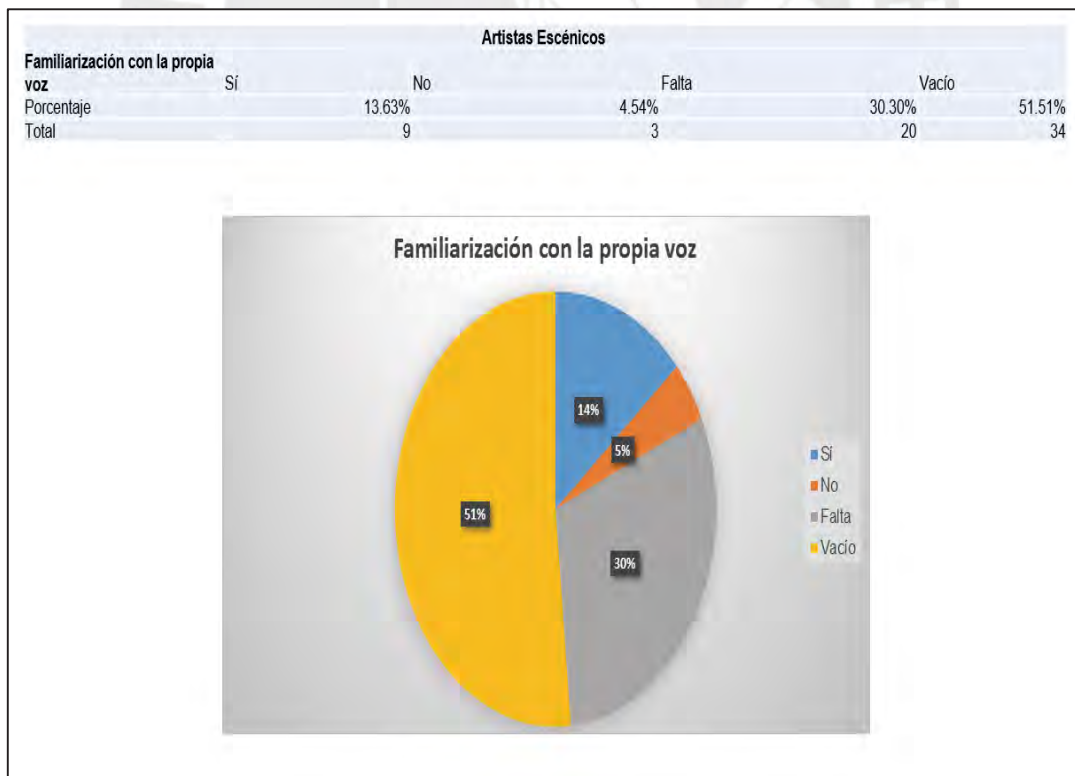 Artistas Escénicos
Familiarización con la propia
voz Sí No Falta Vacío
Porcentaje 13.63% 4.54% 30.30% 51.51%
Total 9 3 20 34
Familiarización con la propia voz
14%
5%
51%
30%
Sí
No
Falta
Vacío